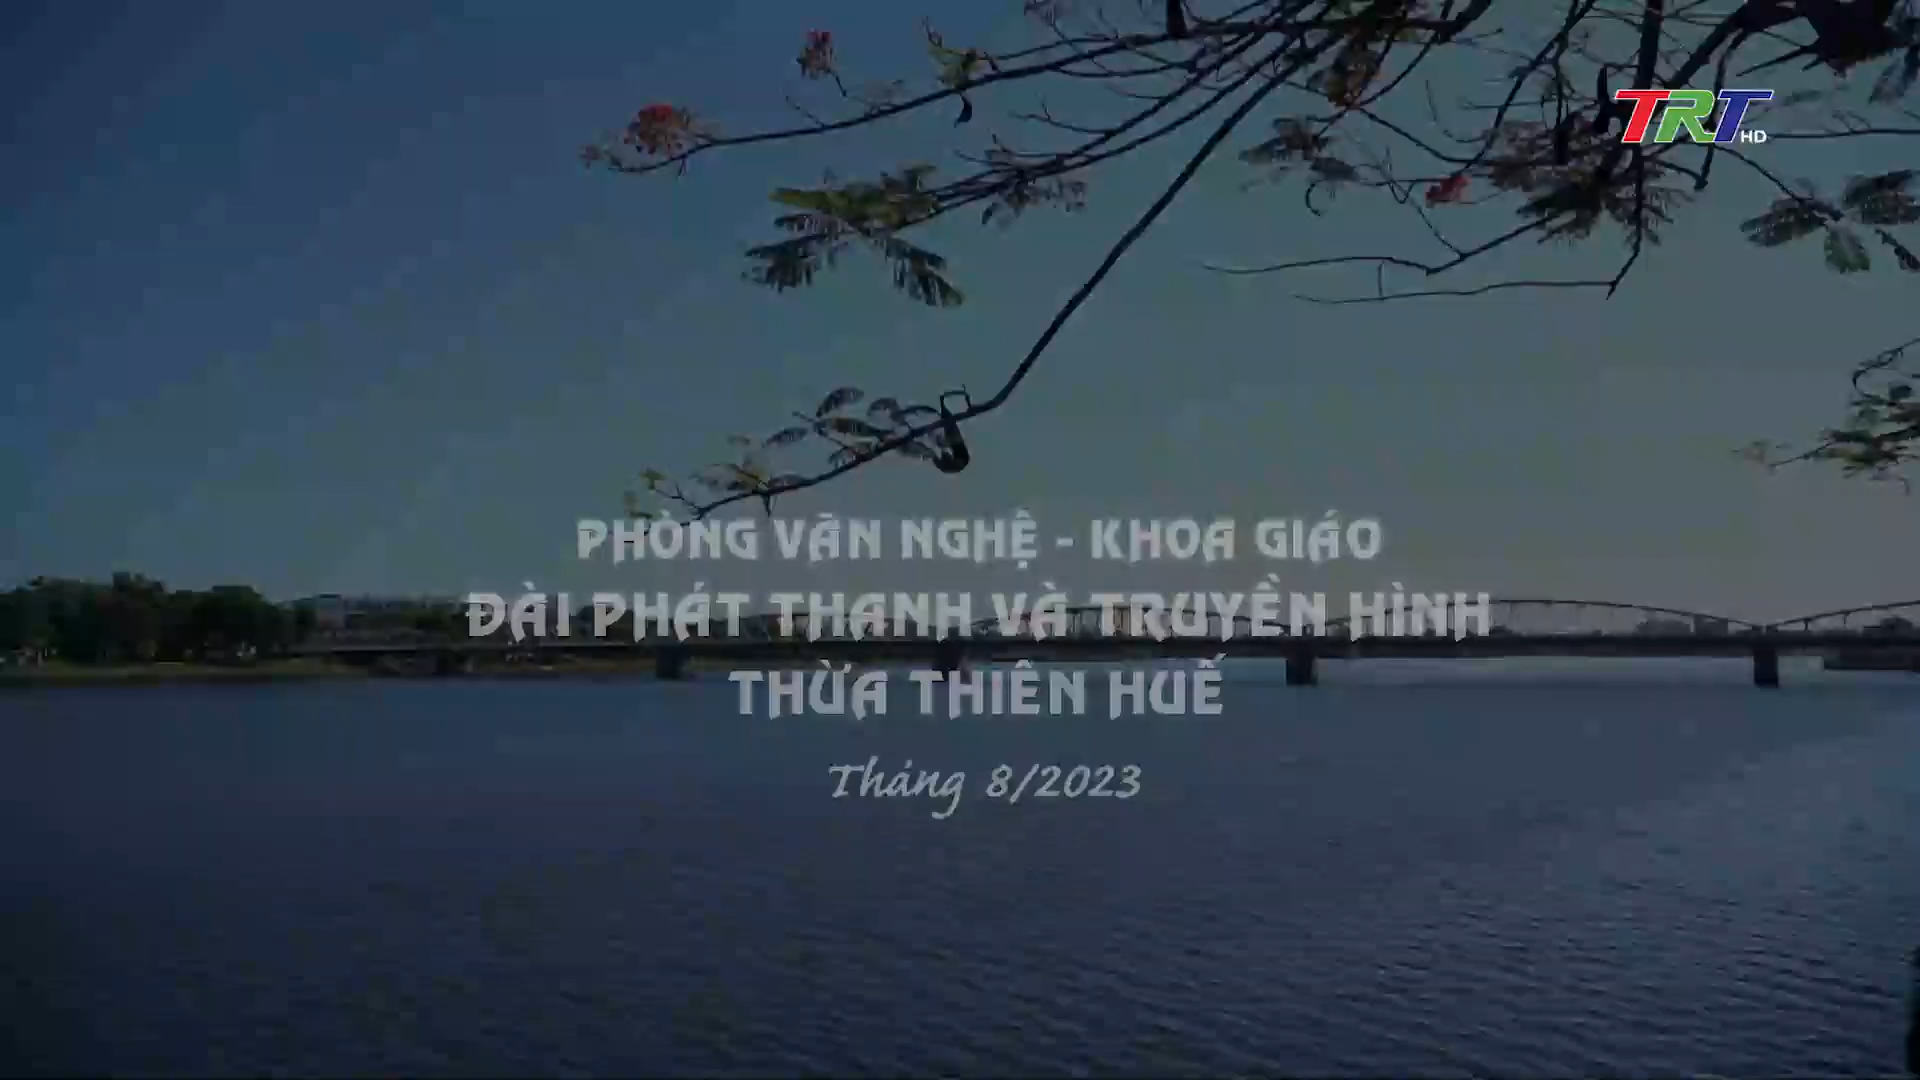 TRT HD
PHÒNG VĂN NGHỆ - KHOA GIÁO
ĐÀI PHÁT THANH VÀ TRUYỀN HÌNH
THỪA THIÊN HUẾ
Tháng 8/2023